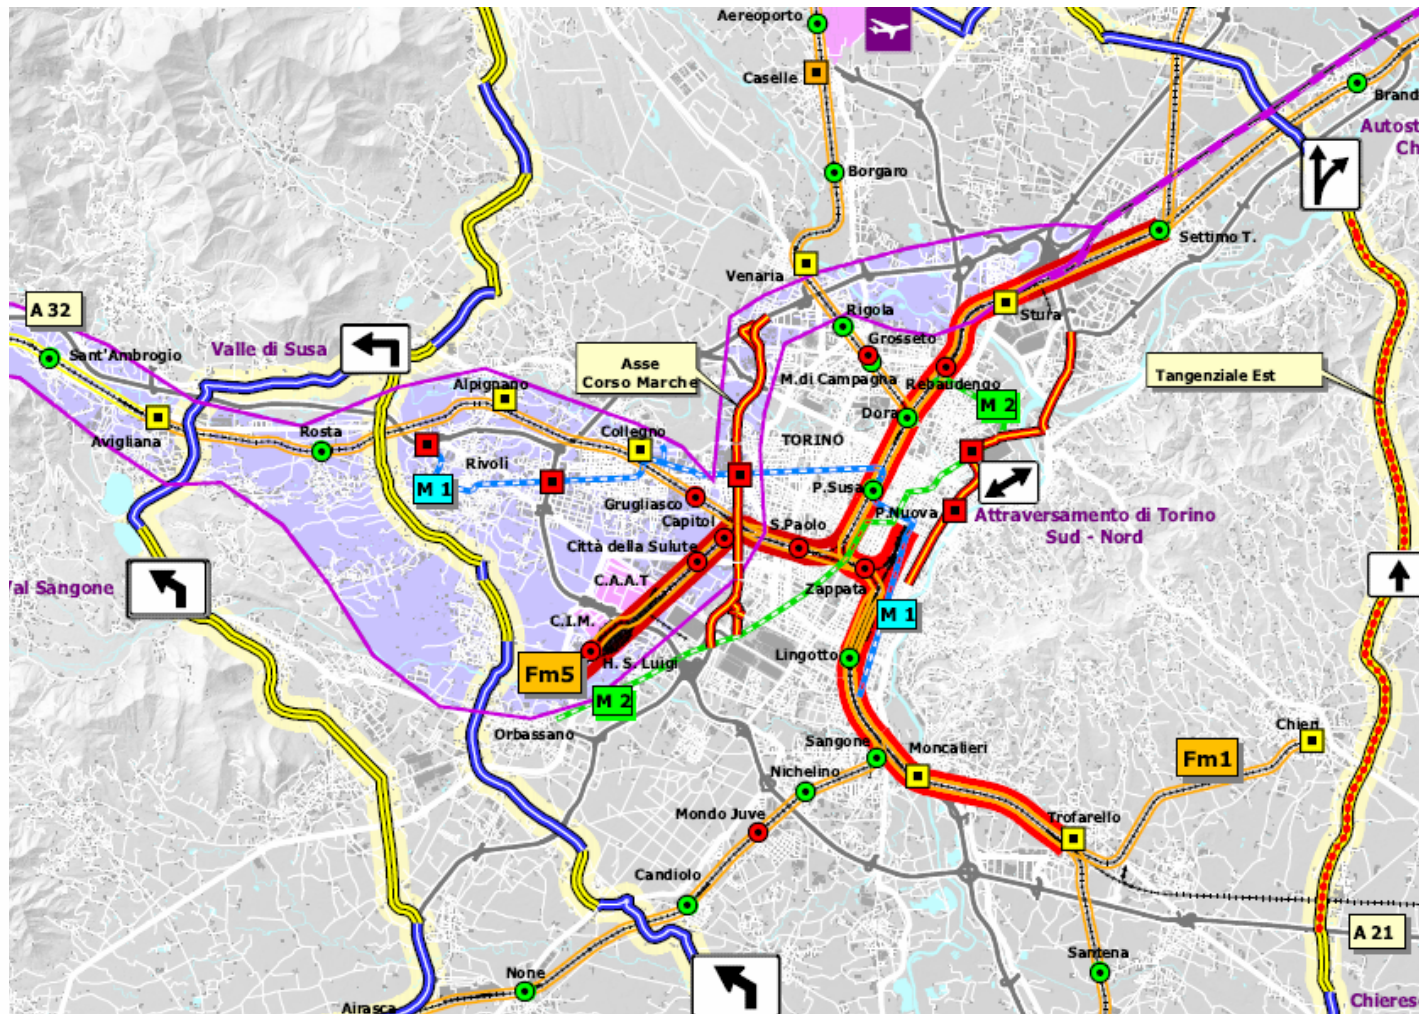 Aereoporto
Caselle
Brand
Autost
Ch
Borgaro
Settimo T.
Venaria
A 32
Rigola
Stura
Sant'Ambrogio
Valle di Susa
Grosseto
Asse
Corso Marche
M.di Campagna
Rebaudengo
Tangenziale Est
Alpignano
M 2
Avigliana
Rosta
Collegno
Dora
TORINO
Rivoli
M 1
P.Susa
Grugliasco
P.Nuova
Capitol
S.Paolo
Attraversamento di Torino
Sud - Nord
Città della Sulute
C.A.A.T
Zappata
al Sangone
M 1
C.I.M.
Lingotto
H. S. Luigi
Fm5
M 2
Orbassano
Sangone
Moncalieri
Chieri
Fm1
Nichelino
Mondo Juve
Trofarello
Candiolo
A 21
Santena
None
Airasca
Chieres